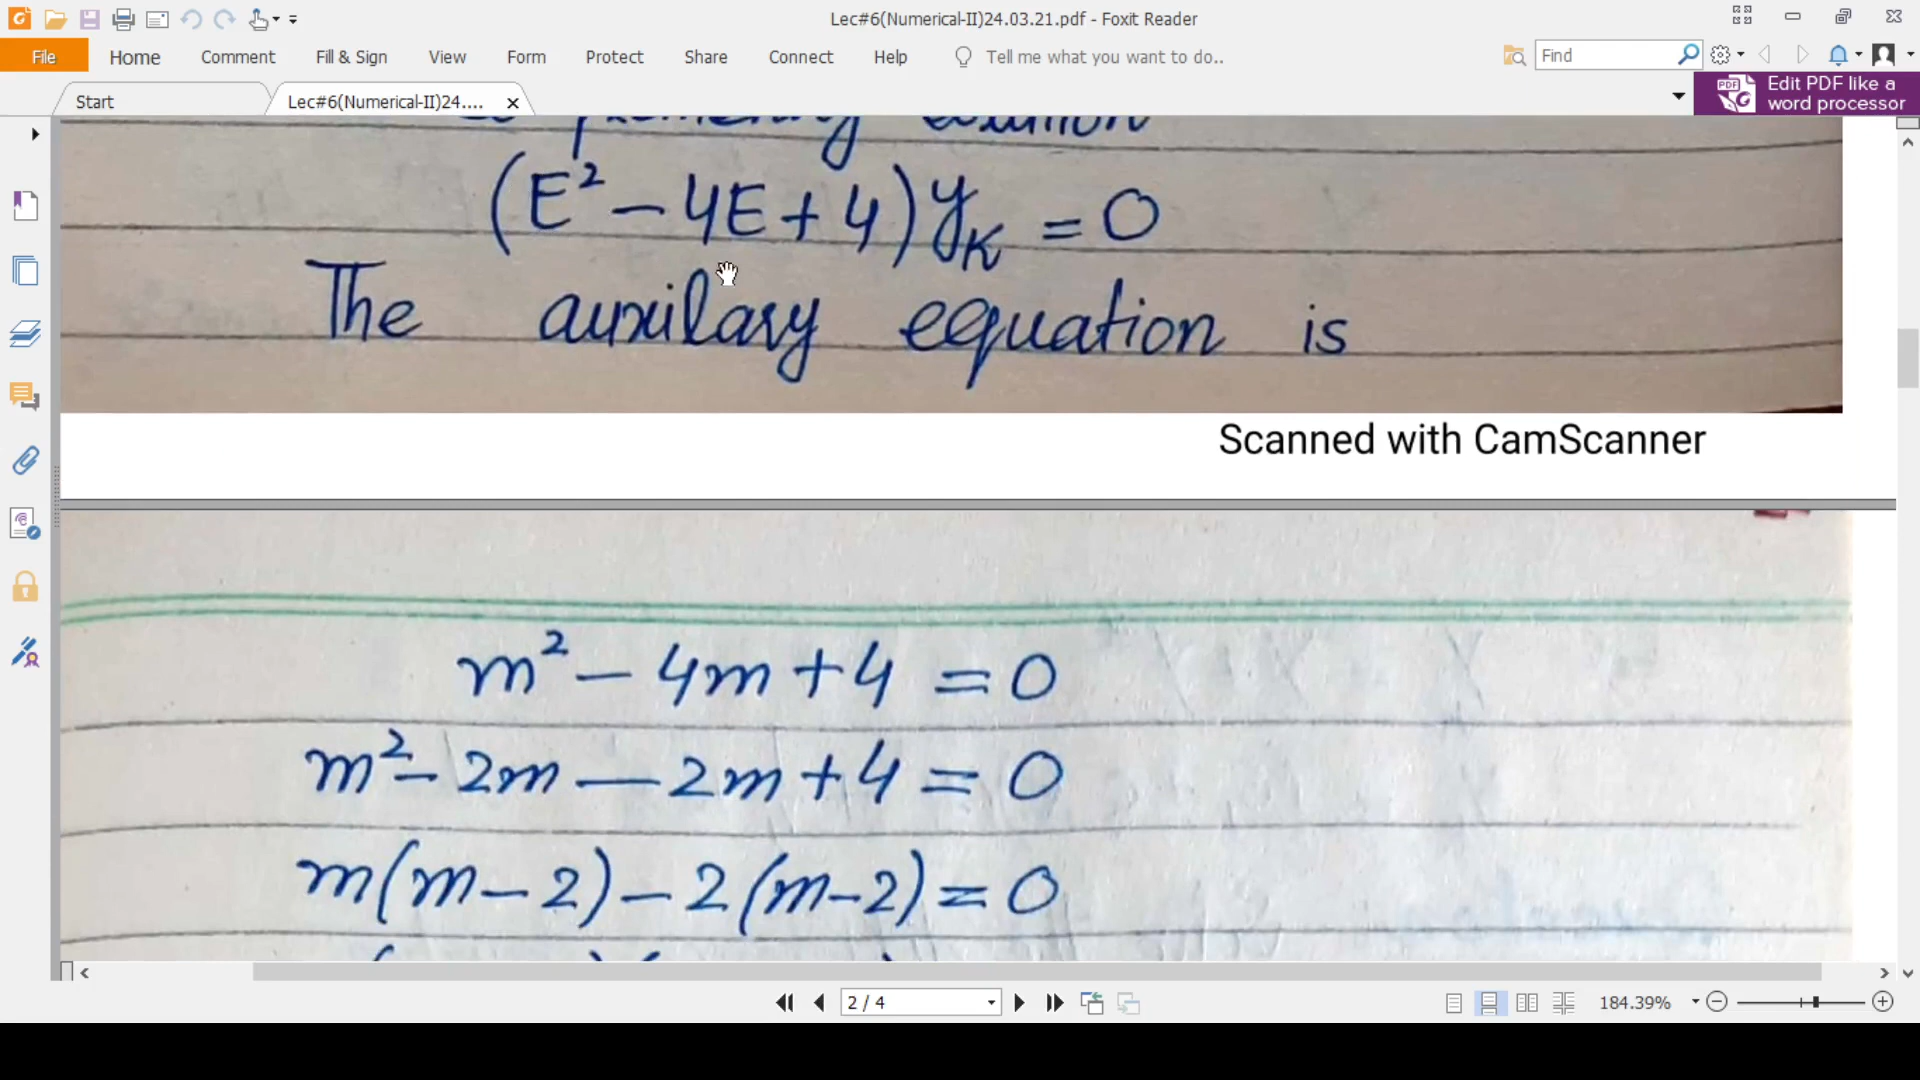 Lec#6(Numerical-II)24.03.21.pdf - Foxit Reader
File Home Comment Fill & Sign View Form Protect Share Connect Help Tell me what you want to do.. Find
Start Lec#6(Numerical-II)24.... Edit PDF like a
word processor
solution
(E² - 4E + 4)yₖ = 0
The auxilary equation is
Scanned with CamScanner
m² - 4m + 4 = 0
m² - 2m - 2m + 4 = 0
m(m - 2) - 2(m - 2) = 0
2 / 4 184.39%